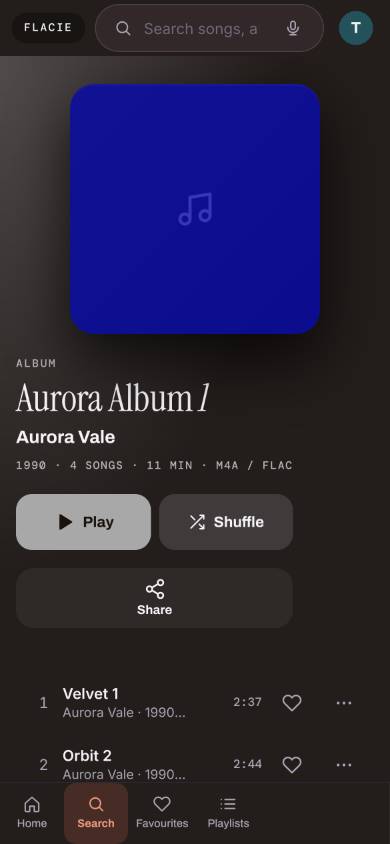 FLACIE
Search songs, a
T
ALBUM
Aurora Album 1
Aurora Vale
1990 · 4 SONGS · 11 MIN · M4A / FLAC
Play
Shuffle
Share
1 Velvet 1 2:37
Aurora Vale · 1990...
2 Orbit 2 2:44
Aurora Vale · 1990...
Home Search Favourites Playlists